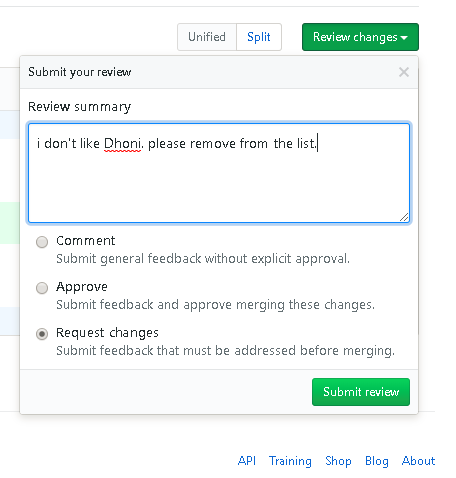 Unified Split Review changes
Submit your review
Review summary
i don't like Dhoni. please remove from the list.
Comment
Submit general feedback without explicit approval.
Approve
Submit feedback and approve merging these changes.
Request changes
Submit feedback that must be addressed before merging.
Submit review
API Training Shop Blog About